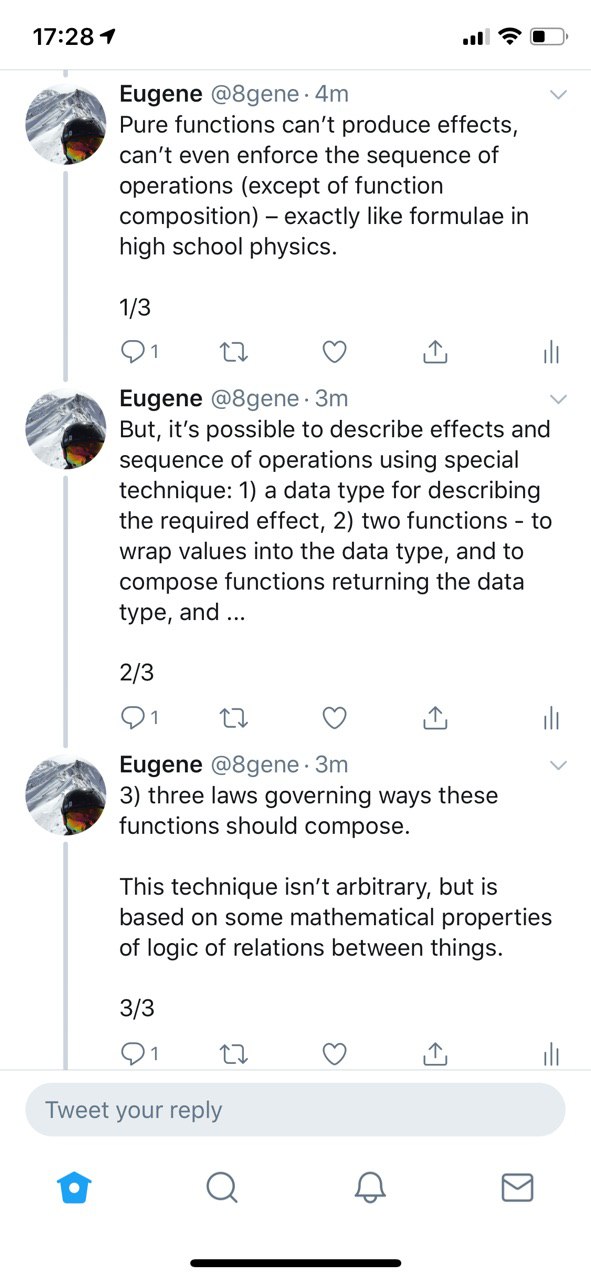 17:28
Eugene @8gene · 4m
Pure functions can’t produce effects,
can’t even enforce the sequence of
operations (except of function
composition) – exactly like formulae in
high school physics.
1/3
1
Eugene @8gene · 3m
But, it’s possible to describe effects and
sequence of operations using special
technique: 1) a data type for describing
the required effect, 2) two functions - to
wrap values into the data type, and to
compose functions returning the data
type, and ...
2/3
1
Eugene @8gene · 3m
3) three laws governing ways these
functions should compose.
This technique isn’t arbitrary, but is
based on some mathematical properties
of logic of relations between things.
3/3
1
Tweet your reply